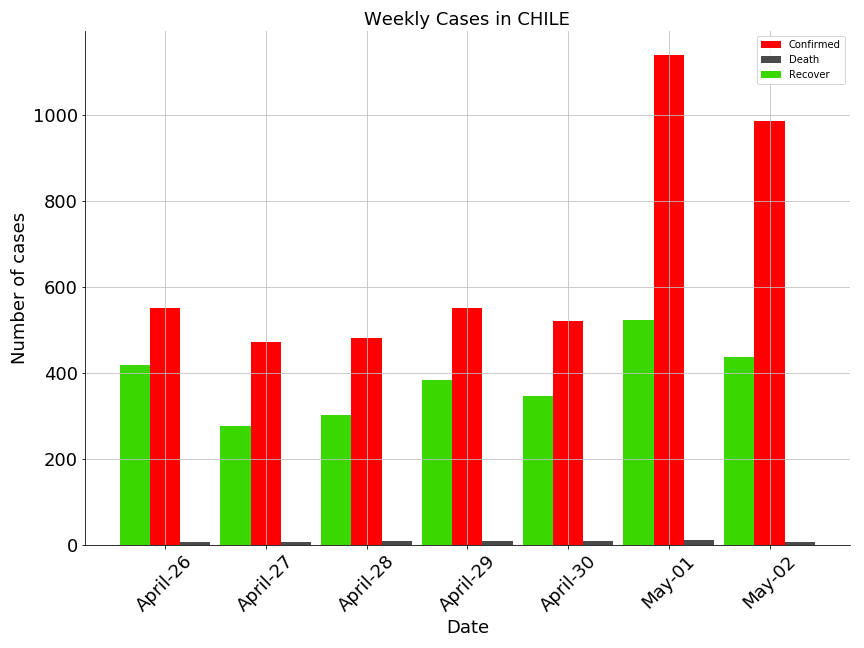 Weekly Cases in CHILE
Confirmed
Death
Recover
Number of cases
1000
800
600
400
200
0
April-26
April-27
April-28
April-29
April-30
May-01
May-02
Date